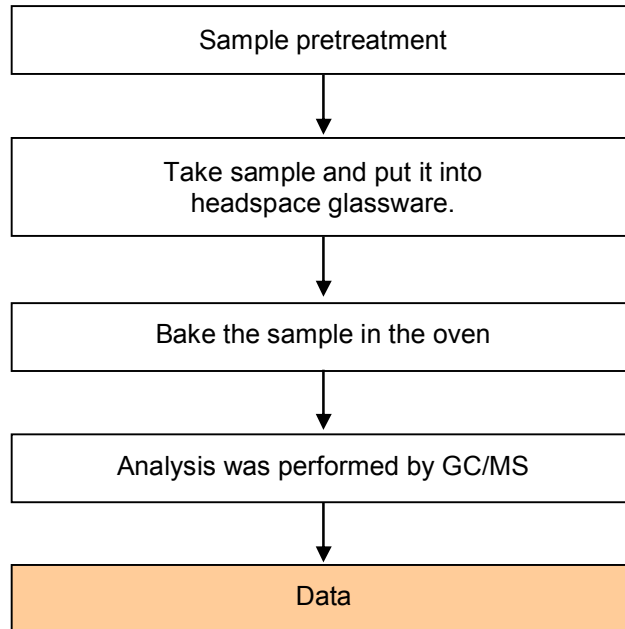 Sample pretreatment
Take sample and put it into
headspace glassware.
Bake the sample in the oven
Analysis was performed by GC/MS
Data